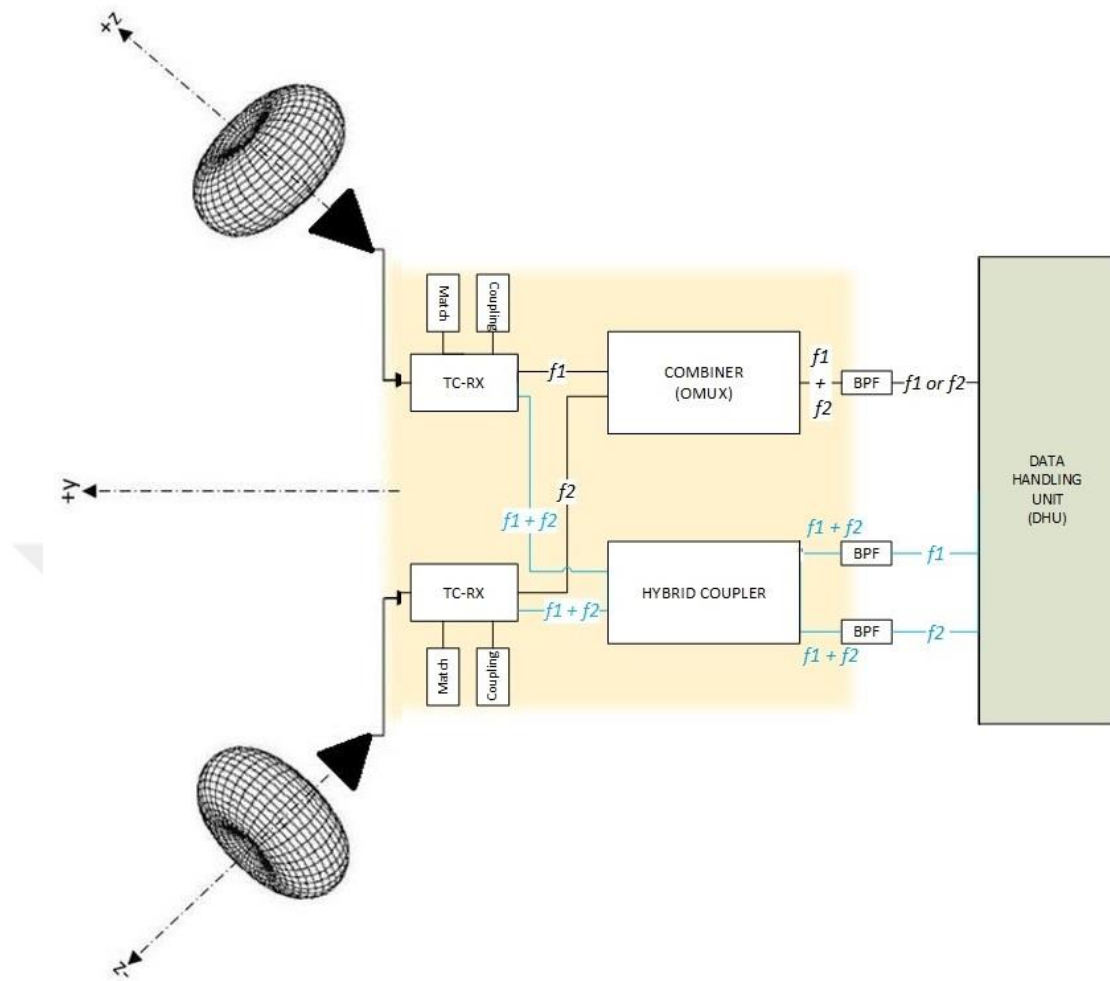 +z
Match
Coupling
TC-RX
f1
COMBINER
(OMUX)
f1
+
f2
BPF
f1 or f2
+y
f2
f1 + f2
DATA
HANDLING
UNIT
(DHU)
f1 + f2
BPF
f1
TC-RX
f1 + f2
HYBRID COUPLER
BPF
f2
f1 + f2
Match
Coupling
-z